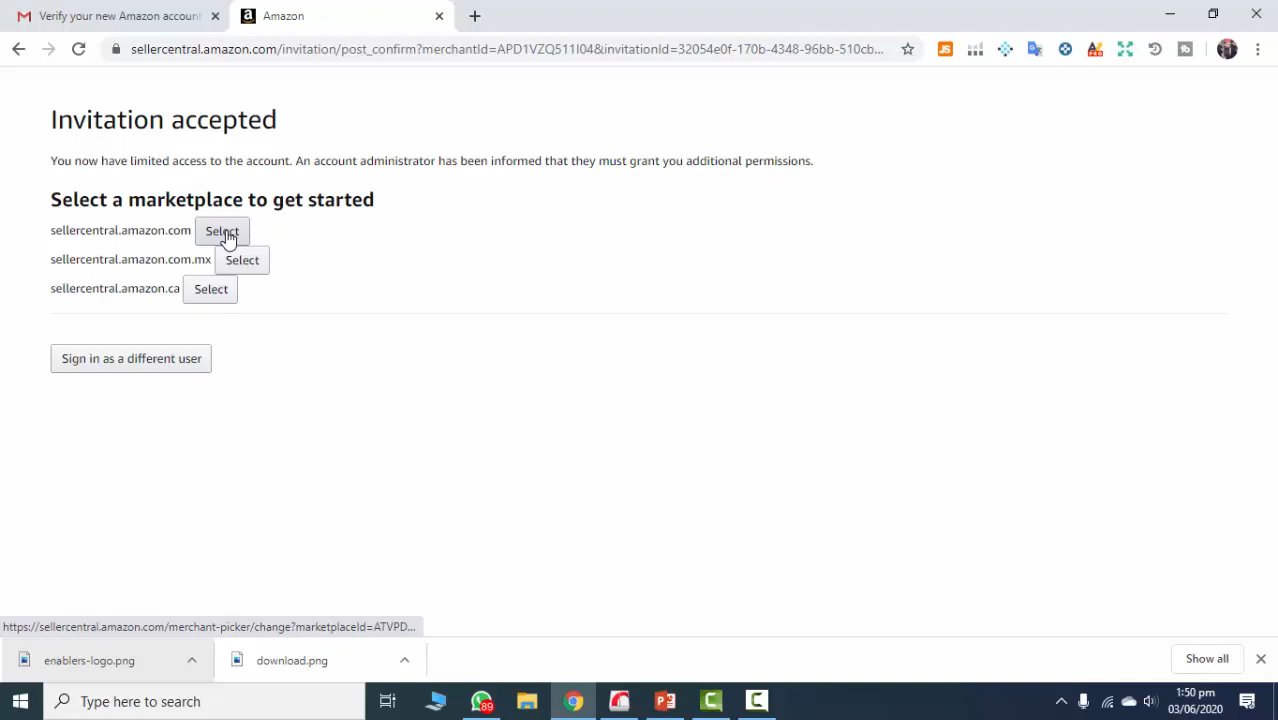 Verify your new Amazon accoun
Amazon
sellercentral.amazon.com/invitation/post_confirm?merchantId=APD1VZQ511I04&invitationId=32054e0f-170b-4348-96bb-510cb...
Invitation accepted
You now have limited access to the account. An account administrator has been informed that they must grant you additional permissions.
Select a marketplace to get started
sellercentral.amazon.com Select
sellercentral.amazon.com.mx Select
sellercentral.amazon.ca Select
Sign in as a different user
https://sellercentral.amazon.com/merchant-picker/change?marketplaceId=ATVPD...
enablers-logo.png
download.png
Show all
Type here to search
89
1:50 pm
03/06/2020